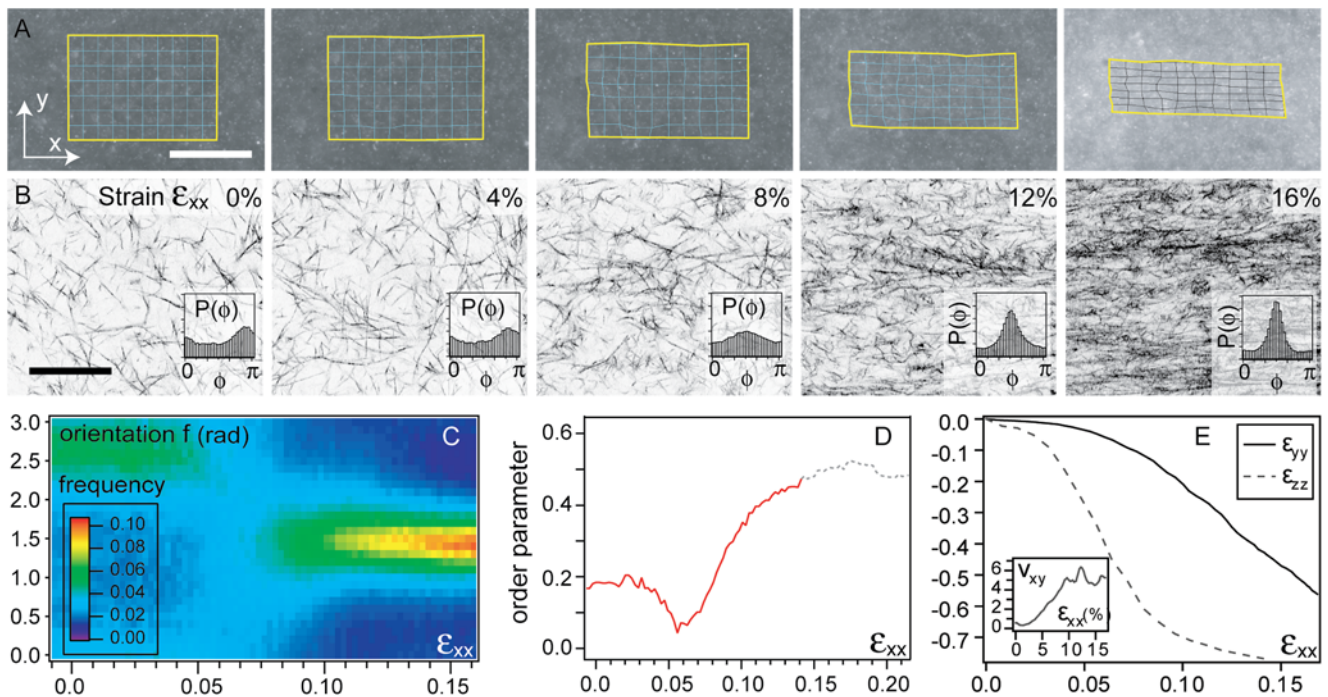 A
y
x
B
Strain εxx 0%
4%
8%
12%
16%
P(φ)
0 φ π
P(φ)
0 φ π
P(φ)
0 φ π
P(φ)
0 φ π
P(φ)
0 φ π
C
orientation f (rad)
frequency
0.10
0.08
0.06
0.04
0.02
0.00
3.0
2.5
2.0
1.5
1.0
0.5
0.0
εxx
0.0 0.05 0.10 0.15
D
order parameter
0.6
0.4
0.2
0.0
εxx
0.0 0.05 0.10 0.15 0.20
E
0.0
-0.1
-0.2
-0.3
-0.4
-0.5
-0.6
-0.7
εyy
εzz
νxy
6
4
2
0
εxx(%)
0 5 10 15
εxx
0.0 0.05 0.10 0.15